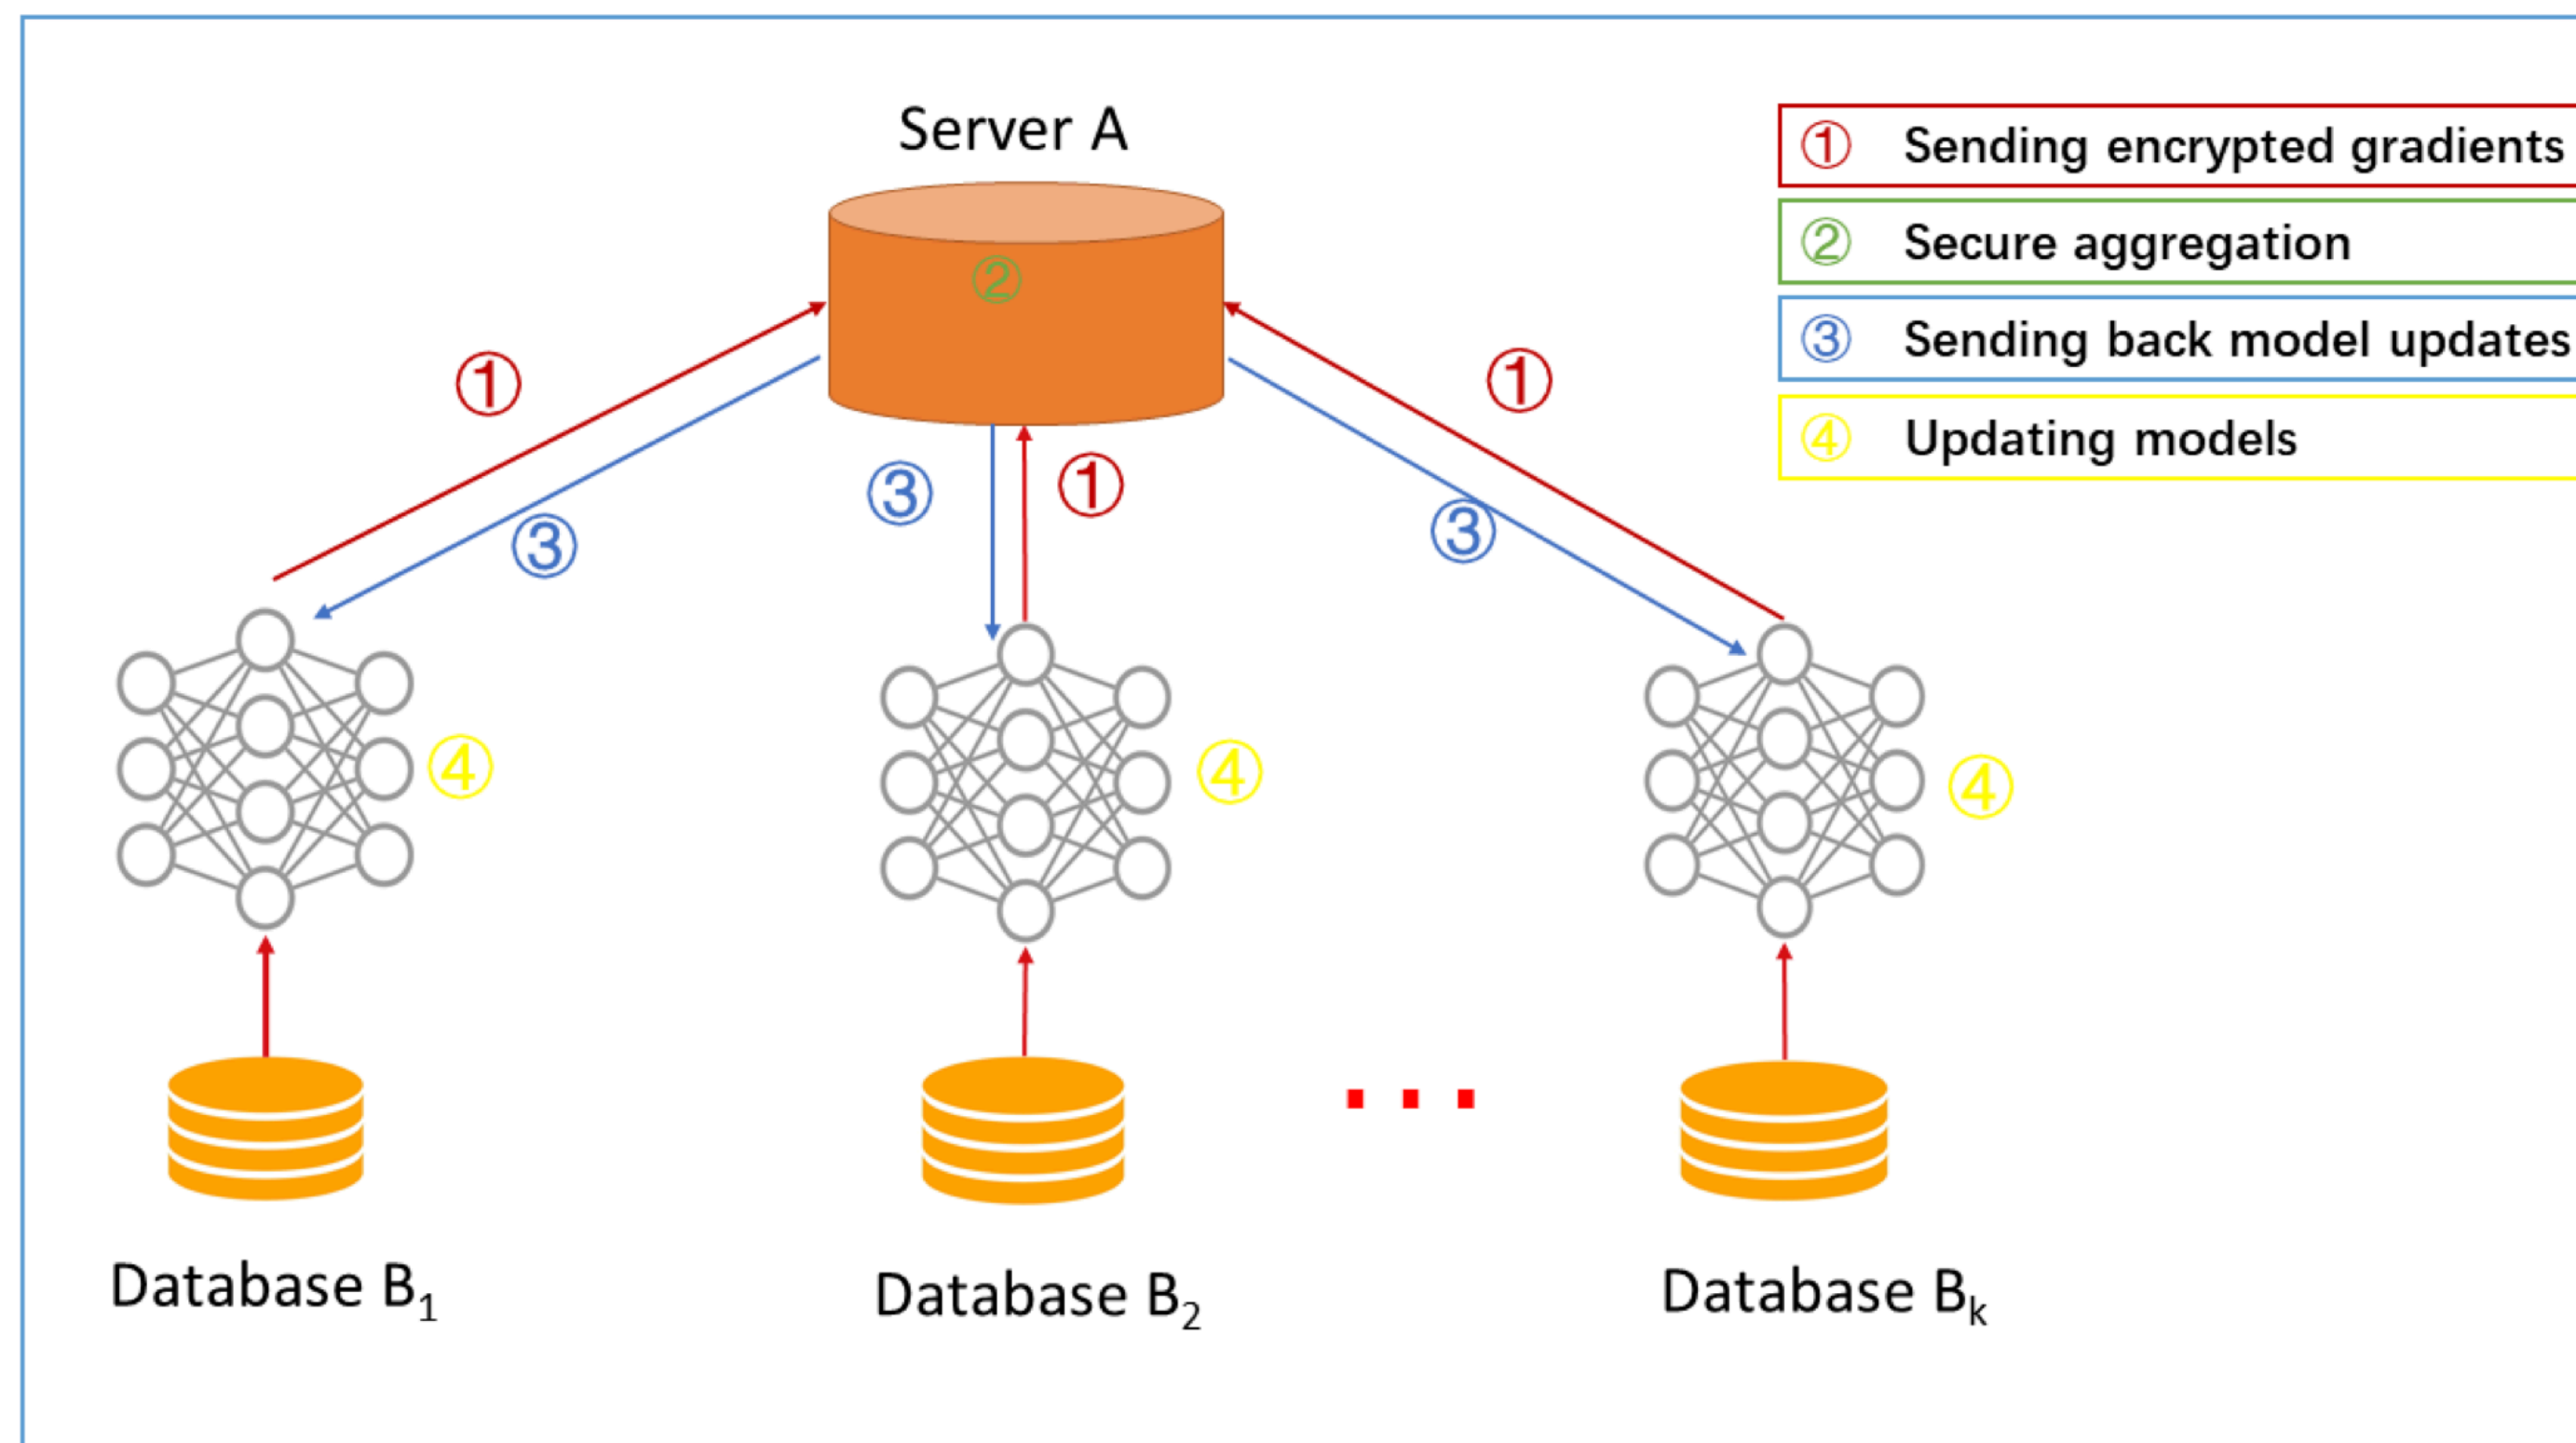 Server A
① Sending encrypted gradients
② Secure aggregation
③ Sending back model updates
④ Updating models
②
①
①
③
①
③
③
④
④
④
...
Database B₁
Database B₂
Database Bₖ